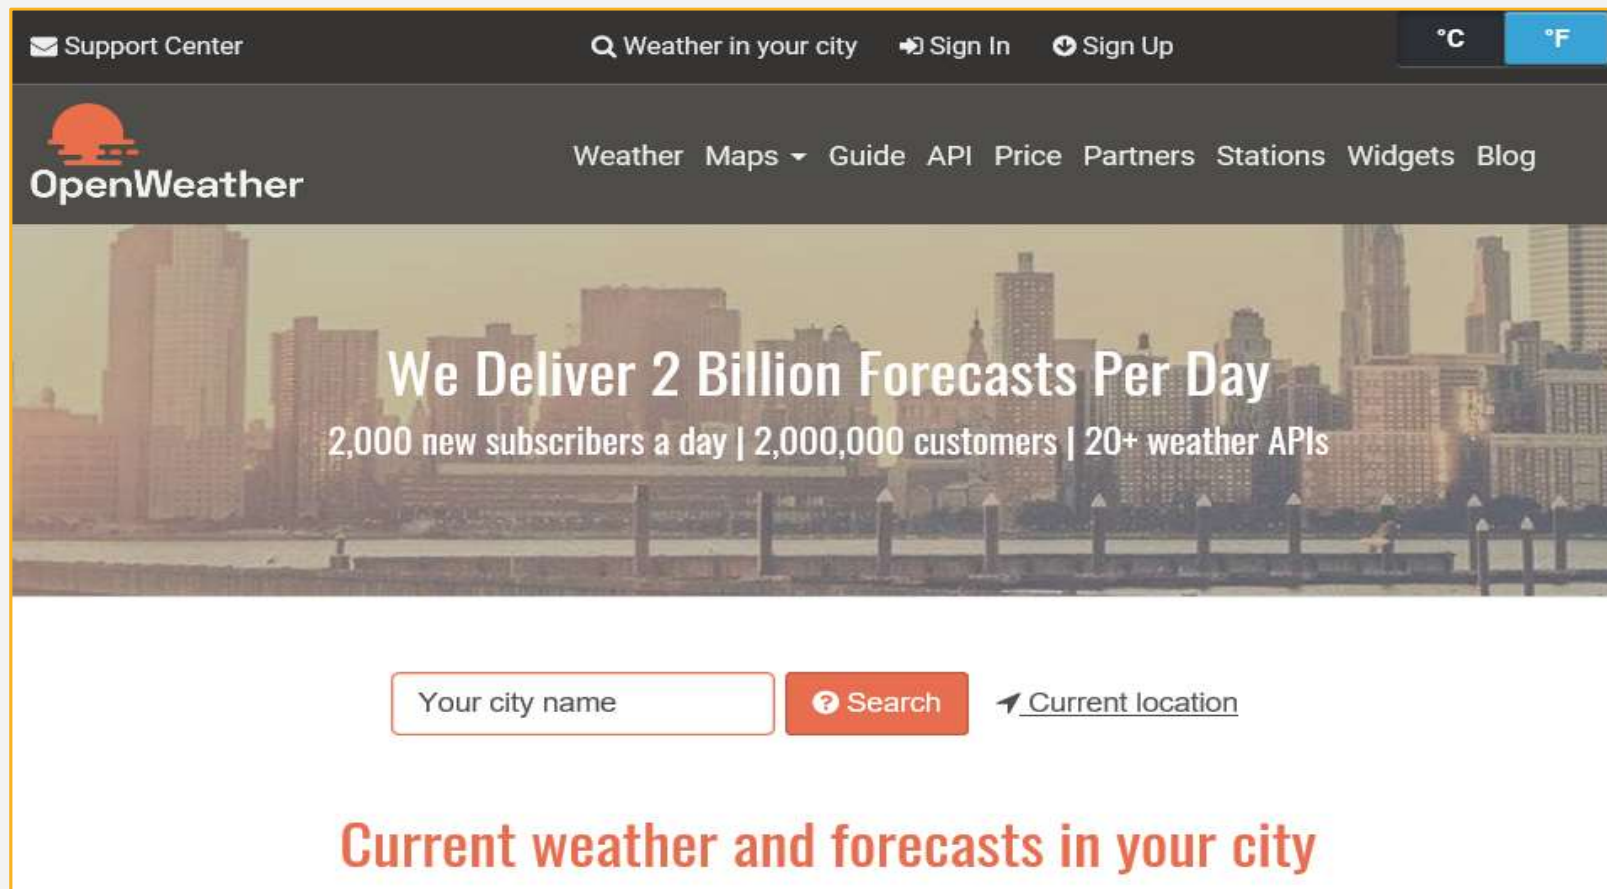 Support Center Weather in your city Sign In Sign Up °C °F
OpenWeather
Weather Maps Guide API Price Partners Stations Widgets Blog
We Deliver 2 Billion Forecasts Per Day
2,000 new subscribers a day | 2,000,000 customers | 20+ weather APIs
Your city name Search Current location
Current weather and forecasts in your city